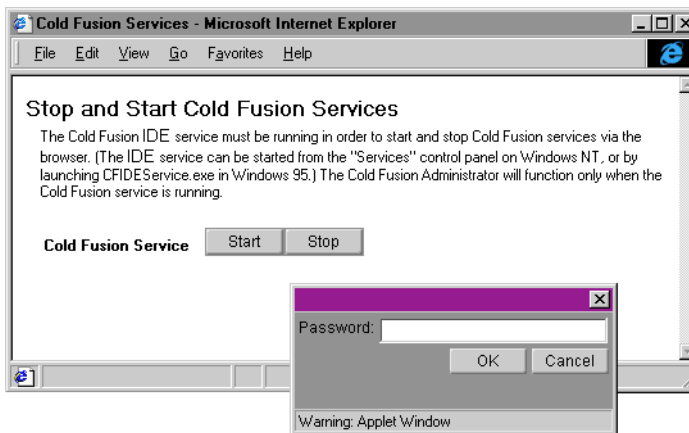 Cold Fusion Services - Microsoft Internet Explorer
File Edit View Go Favorites Help
Stop and Start Cold Fusion Services
The Cold Fusion IDE service must be running in order to start and stop Cold Fusion services via the
browser. (The IDE service can be started from the "Services" control panel on Windows NT, or by
launching CFIDEService.exe in Windows 95.) The Cold Fusion Administrator will function only when the
Cold Fusion service is running.
Cold Fusion Service Start Stop
Password:
OK Cancel
Warning: Applet Window